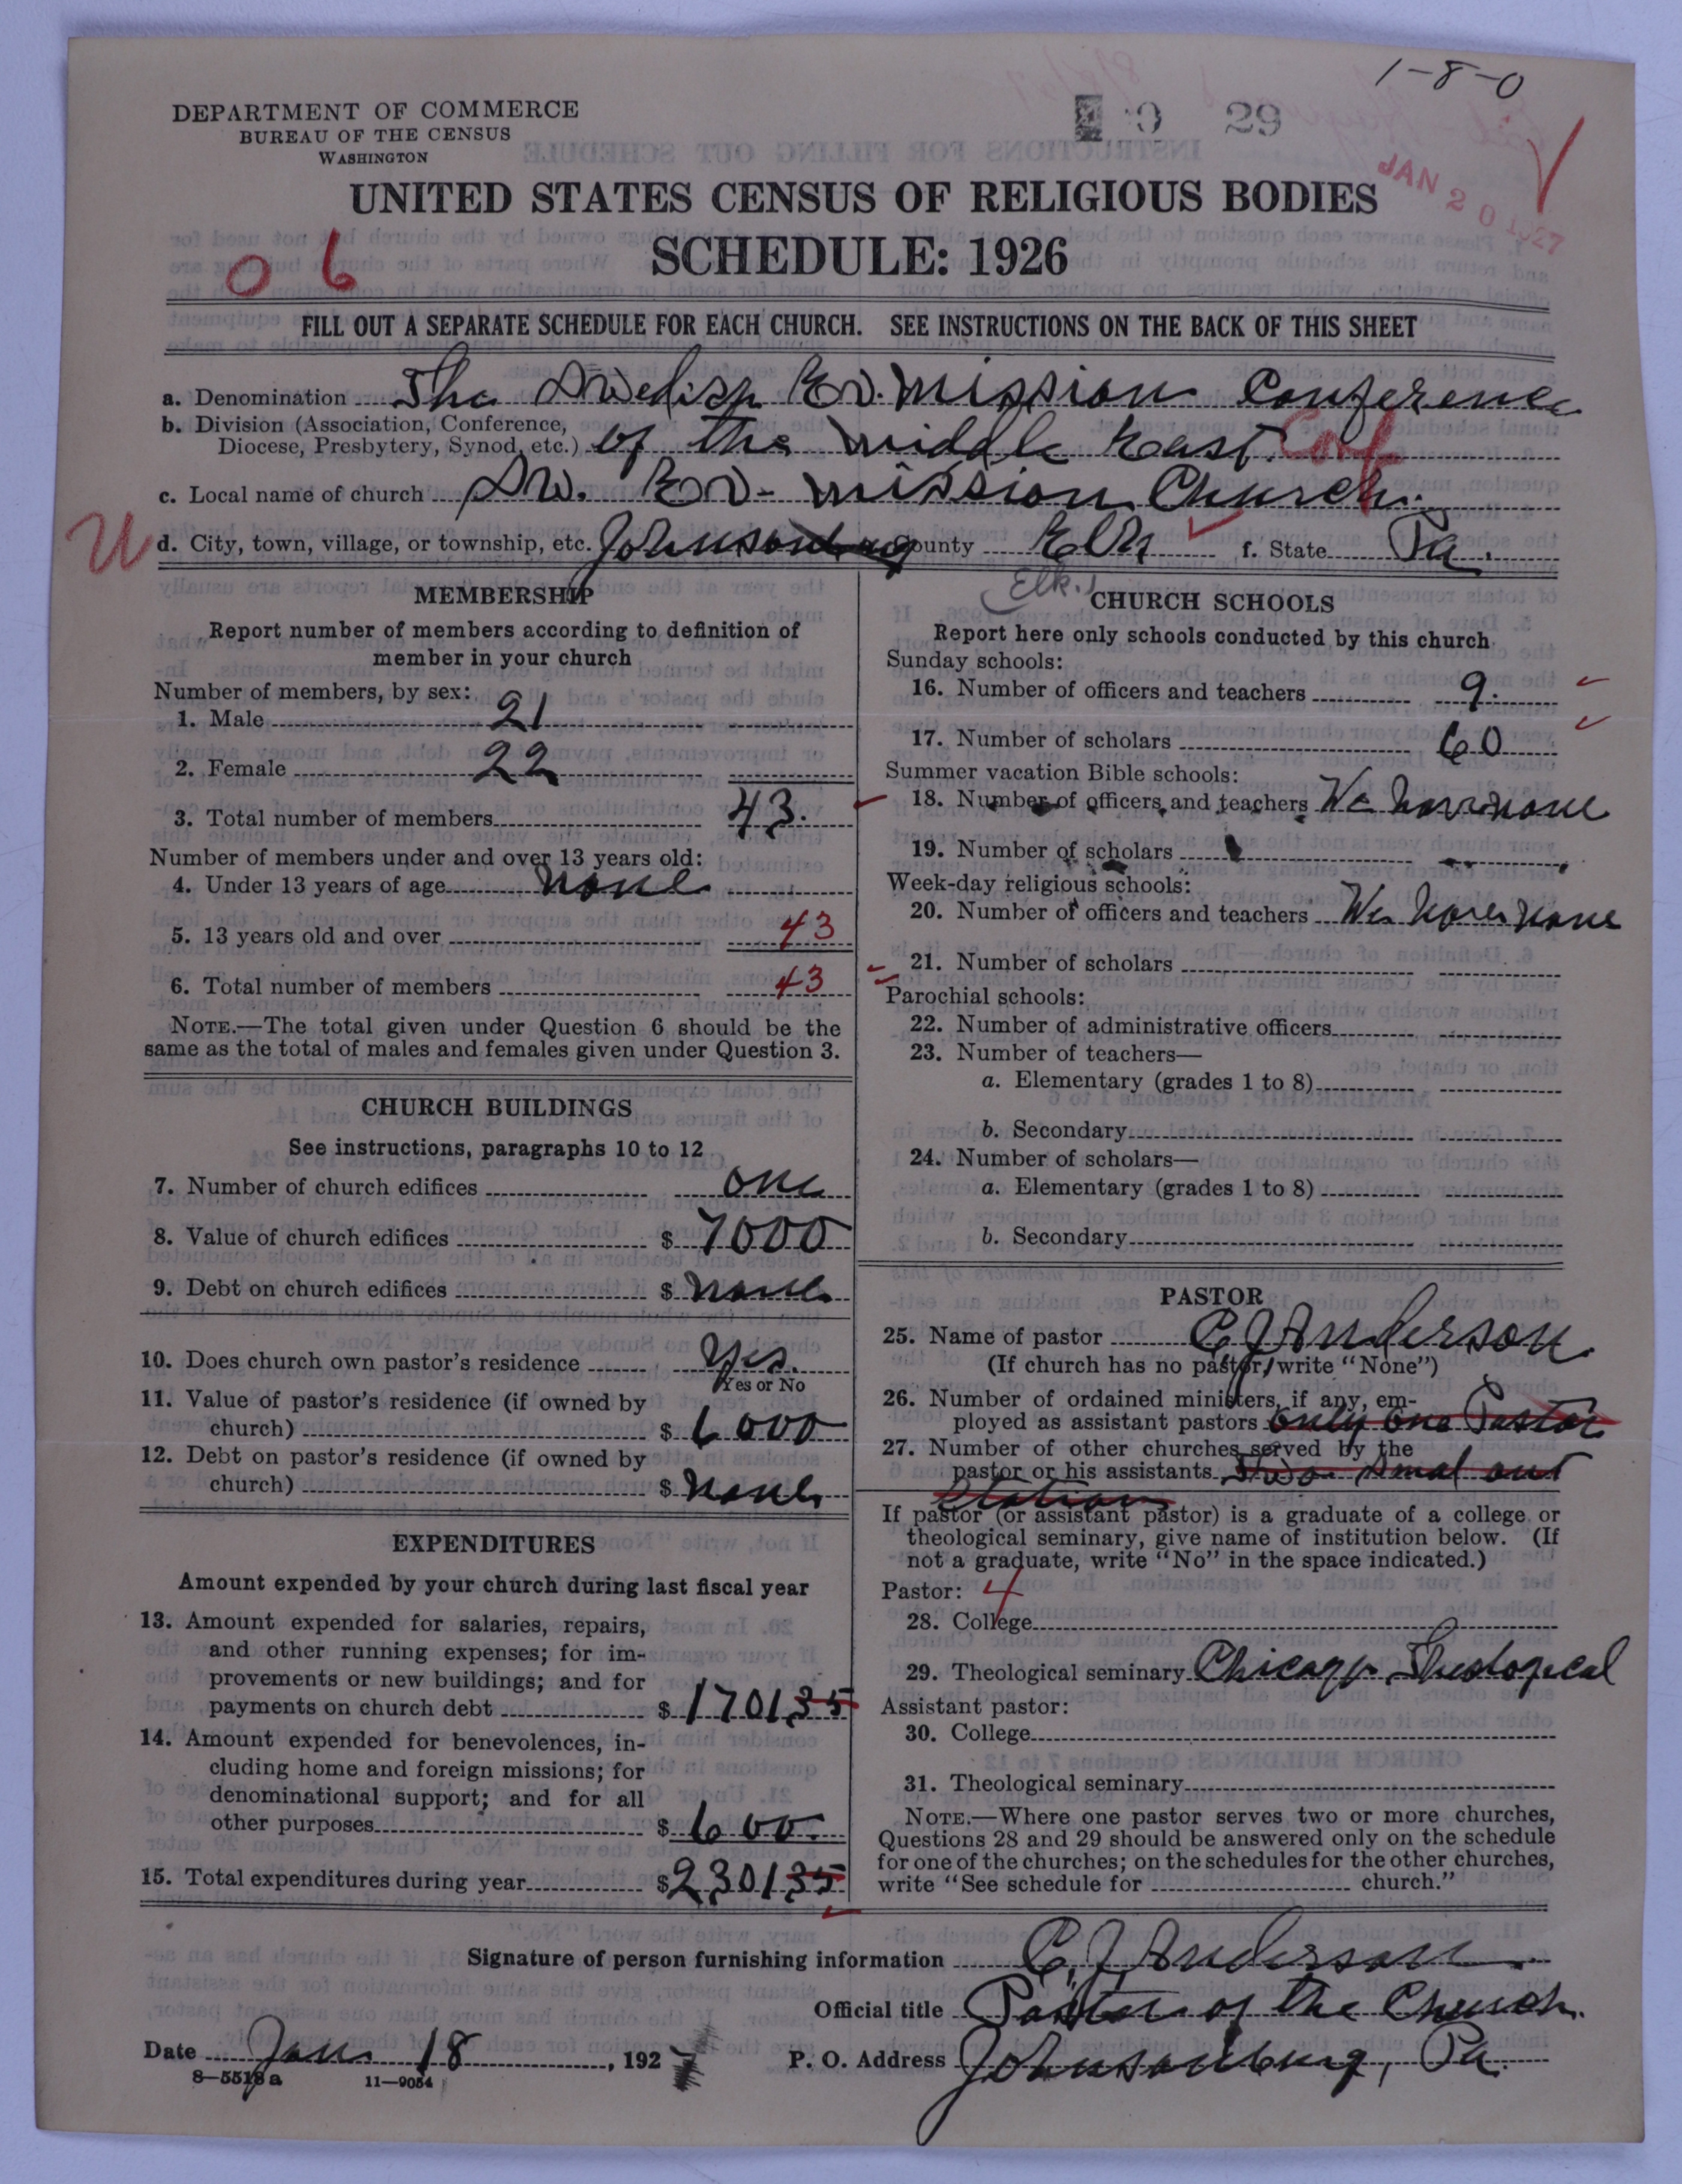 1-8-0
DEPARTMENT OF COMMERCE
BUREAU OF THE CENSUS
WASHINGTON
29
JAN 20 1927
UNITED STATES CENSUS OF RELIGIOUS BODIES
SCHEDULE: 1926
06
FILL OUT A SEPARATE SCHEDULE FOR EACH CHURCH. SEE INSTRUCTIONS ON THE BACK OF THIS SHEET
a. Denomination The Swedish Ev. Mission Conference
b. Division (Association, Conference,
Diocese, Presbytery, Synod, etc.) of the Middle East. Conf
c. Local name of church Sw. Ev- Mission Church.
U d. City, town, village, or township, etc. Johnsonburg County Elk f. State Pa.
(Elk.)
MEMBERSHIP
Report number of members according to definition of
member in your church
Number of members, by sex:
1. Male 21
2. Female 22
3. Total number of members 43.
Number of members under and over 13 years old:
4. Under 13 years of age none
5. 13 years old and over 43
6. Total number of members 43
NOTE.—The total given under Question 6 should be the
same as the total of males and females given under Question 3.
CHURCH BUILDINGS
See instructions, paragraphs 10 to 12
7. Number of church edifices one
8. Value of church edifices $ 7000
9. Debt on church edifices $ none
10. Does church own pastor's residence Yes.
Yes or No
11. Value of pastor's residence (if owned by
church) $ 6000
12. Debt on pastor's residence (if owned by
church) $ none
EXPENDITURES
Amount expended by your church during last fiscal year
13. Amount expended for salaries, repairs,
and other running expenses; for im-
provements or new buildings; and for
payments on church debt $ 1701,35
14. Amount expended for benevolences, in-
cluding home and foreign missions; for
denominational support; and for all
other purposes $ 600.
15. Total expenditures during year $ 2301.35
CHURCH SCHOOLS
Report here only schools conducted by this church
Sunday schools:
16. Number of officers and teachers 9.
17. Number of scholars 60
Summer vacation Bible schools:
18. Number of officers and teachers We have none
19. Number of scholars
Week-day religious schools:
20. Number of officers and teachers We have none
21. Number of scholars
Parochial schools:
22. Number of administrative officers
23. Number of teachers—
a. Elementary (grades 1 to 8)
b. Secondary
24. Number of scholars—
a. Elementary (grades 1 to 8)
b. Secondary
PASTOR
25. Name of pastor C J Anderson
(If church has no pastor, write "None")
26. Number of ordained ministers, if any, em-
ployed as assistant pastors only one Pastor
27. Number of other churches served by the
pastor or his assistants Two smal out
stations
If pastor (or assistant pastor) is a graduate of a college or
theological seminary, give name of institution below. (If
not a graduate, write "No" in the space indicated.)
Pastor: 4
28. College
29. Theological seminary Chicago Theological
Assistant pastor:
30. College
31. Theological seminary
NOTE.—Where one pastor serves two or more churches,
Questions 28 and 29 should be answered only on the schedule
for one of the churches; on the schedules for the other churches,
write "See schedule for church."
Signature of person furnishing information C. J. Anderson
Official title Pastor of the Church.
Date Jan. 18, 1927 P. O. Address Johnsonburg, Pa.
8—5518a 11—9054